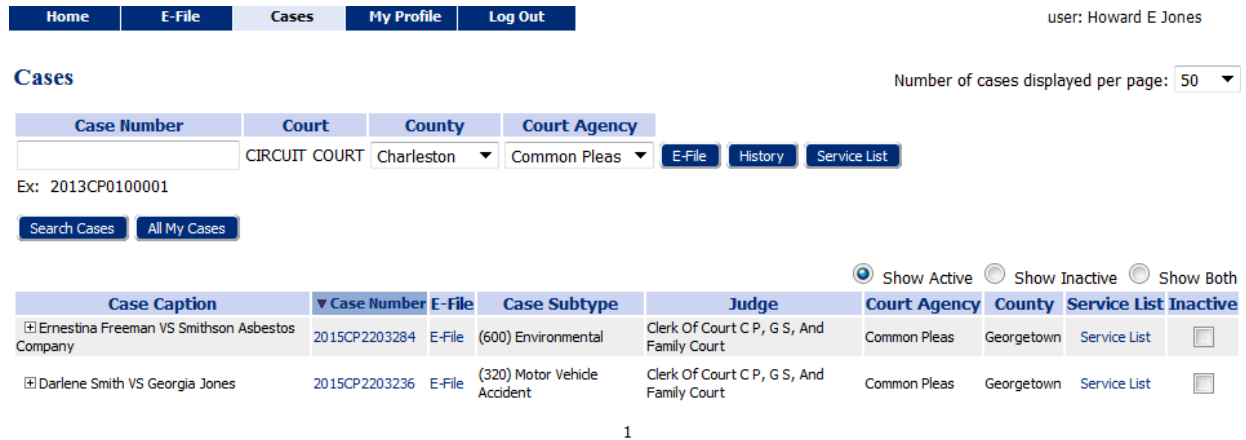 Home E-File Cases My Profile Log Out user: Howard E Jones
Cases Number of cases displayed per page: 50
Case Number Court County Court Agency
CIRCUIT COURT Charleston Common Pleas E-File History Service List
Ex: 2013CP0100001
Search Cases All My Cases
Show Active Show Inactive Show Both
Case Caption Case Number E-File Case Subtype Judge Court Agency County Service List Inactive
Ernestina Freeman VS Smithson Asbestos Company 2015CP2203284 E-File (600) Environmental Clerk Of Court C P, G S, And Family Court Common Pleas Georgetown Service List
Darlene Smith VS Georgia Jones 2015CP2203236 E-File (320) Motor Vehicle Accident Clerk Of Court C P, G S, And Family Court Common Pleas Georgetown Service List
1